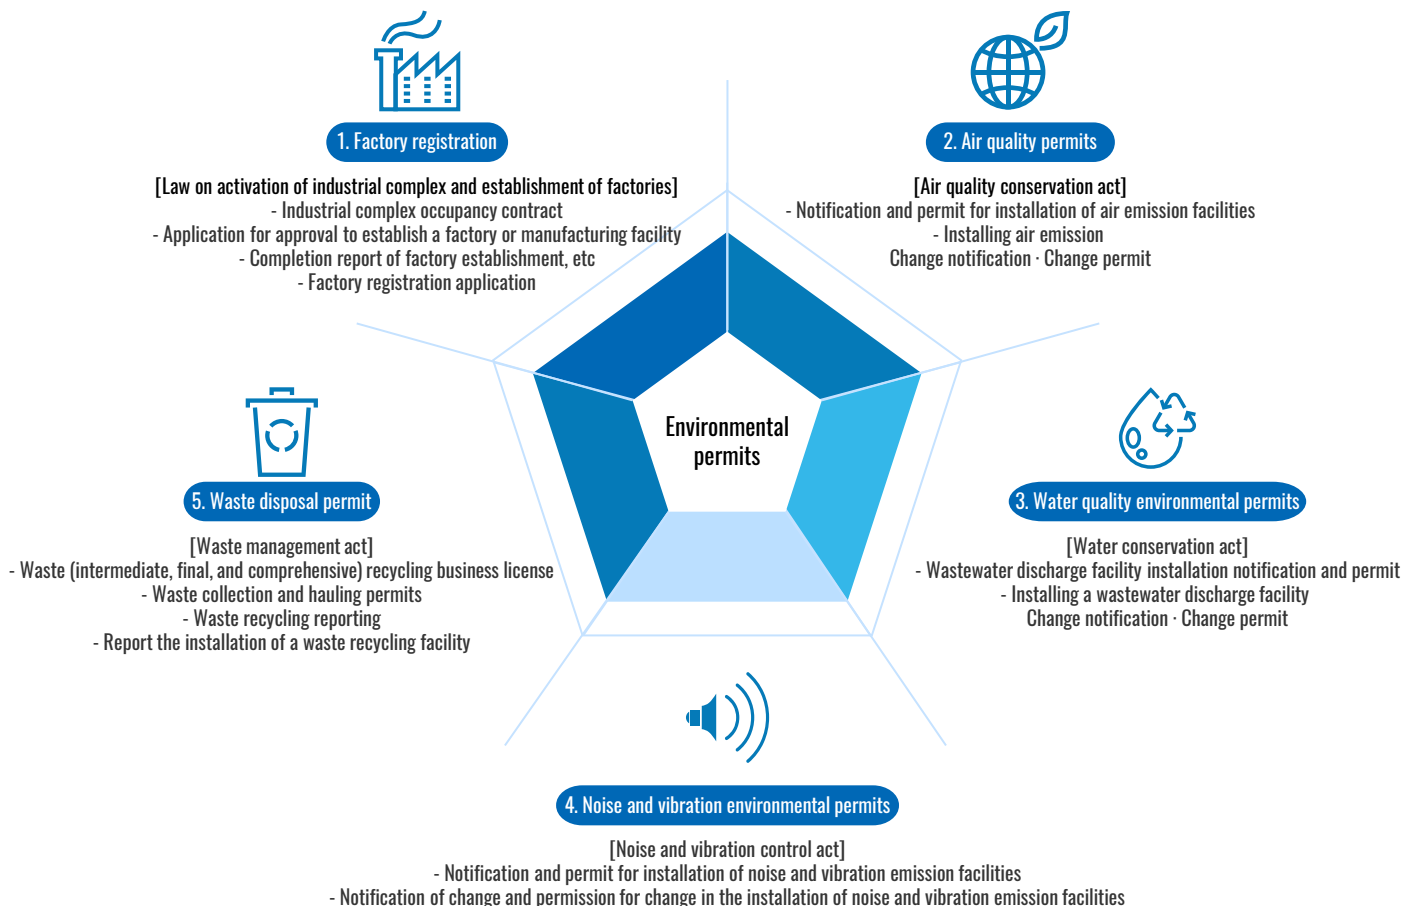 1. Factory registration
[Law on activation of industrial complex and establishment of factories]
- Industrial complex occupancy contract
- Application for approval to establish a factory or manufacturing facility
- Completion report of factory establishment, etc
- Factory registration application
2. Air quality permits
[Air quality conservation act]
- Notification and permit for installation of air emission facilities
- Installing air emission
Change notification · Change permit
Environmental
permits
5. Waste disposal permit
[Waste management act]
- Waste (intermediate, final, and comprehensive) recycling business license
- Waste collection and hauling permits
- Waste recycling reporting
- Report the installation of a waste recycling facility
3. Water quality environmental permits
[Water conservation act]
- Wastewater discharge facility installation notification and permit
- Installing a wastewater discharge facility
Change notification · Change permit
4. Noise and vibration environmental permits
[Noise and vibration control act]
- Notification and permit for installation of noise and vibration emission facilities
- Notification of change and permission for change in the installation of noise and vibration emission facilities